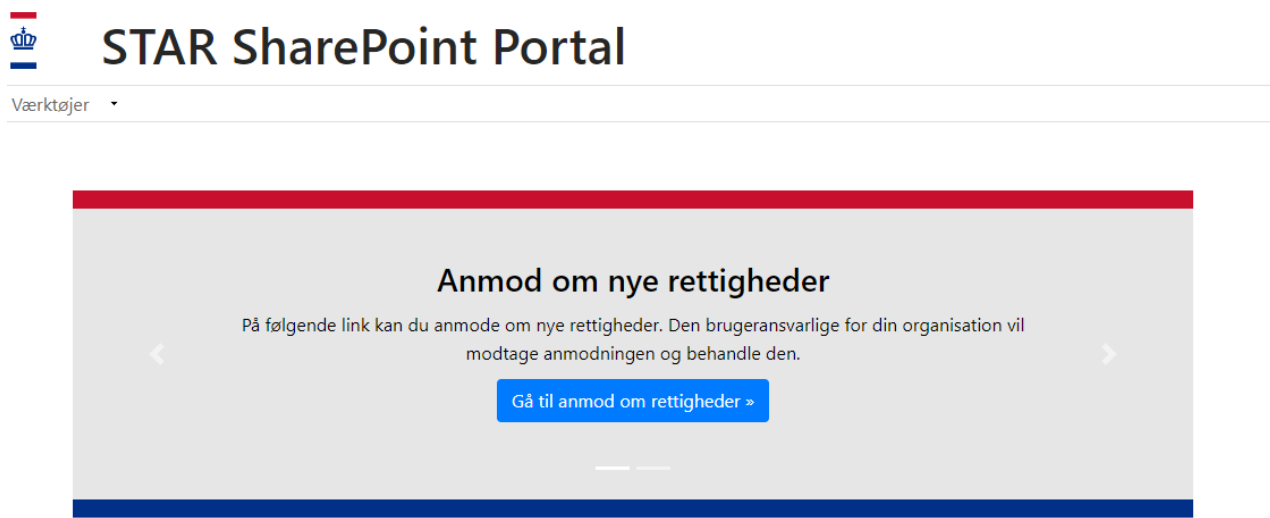 STAR SharePoint Portal
Værktøjer
Anmod om nye rettigheder
På følgende link kan du anmode om nye rettigheder. Den brugeransvarlige for din organisation vil
modtage anmodningen og behandle den.
Gå til anmod om rettigheder »